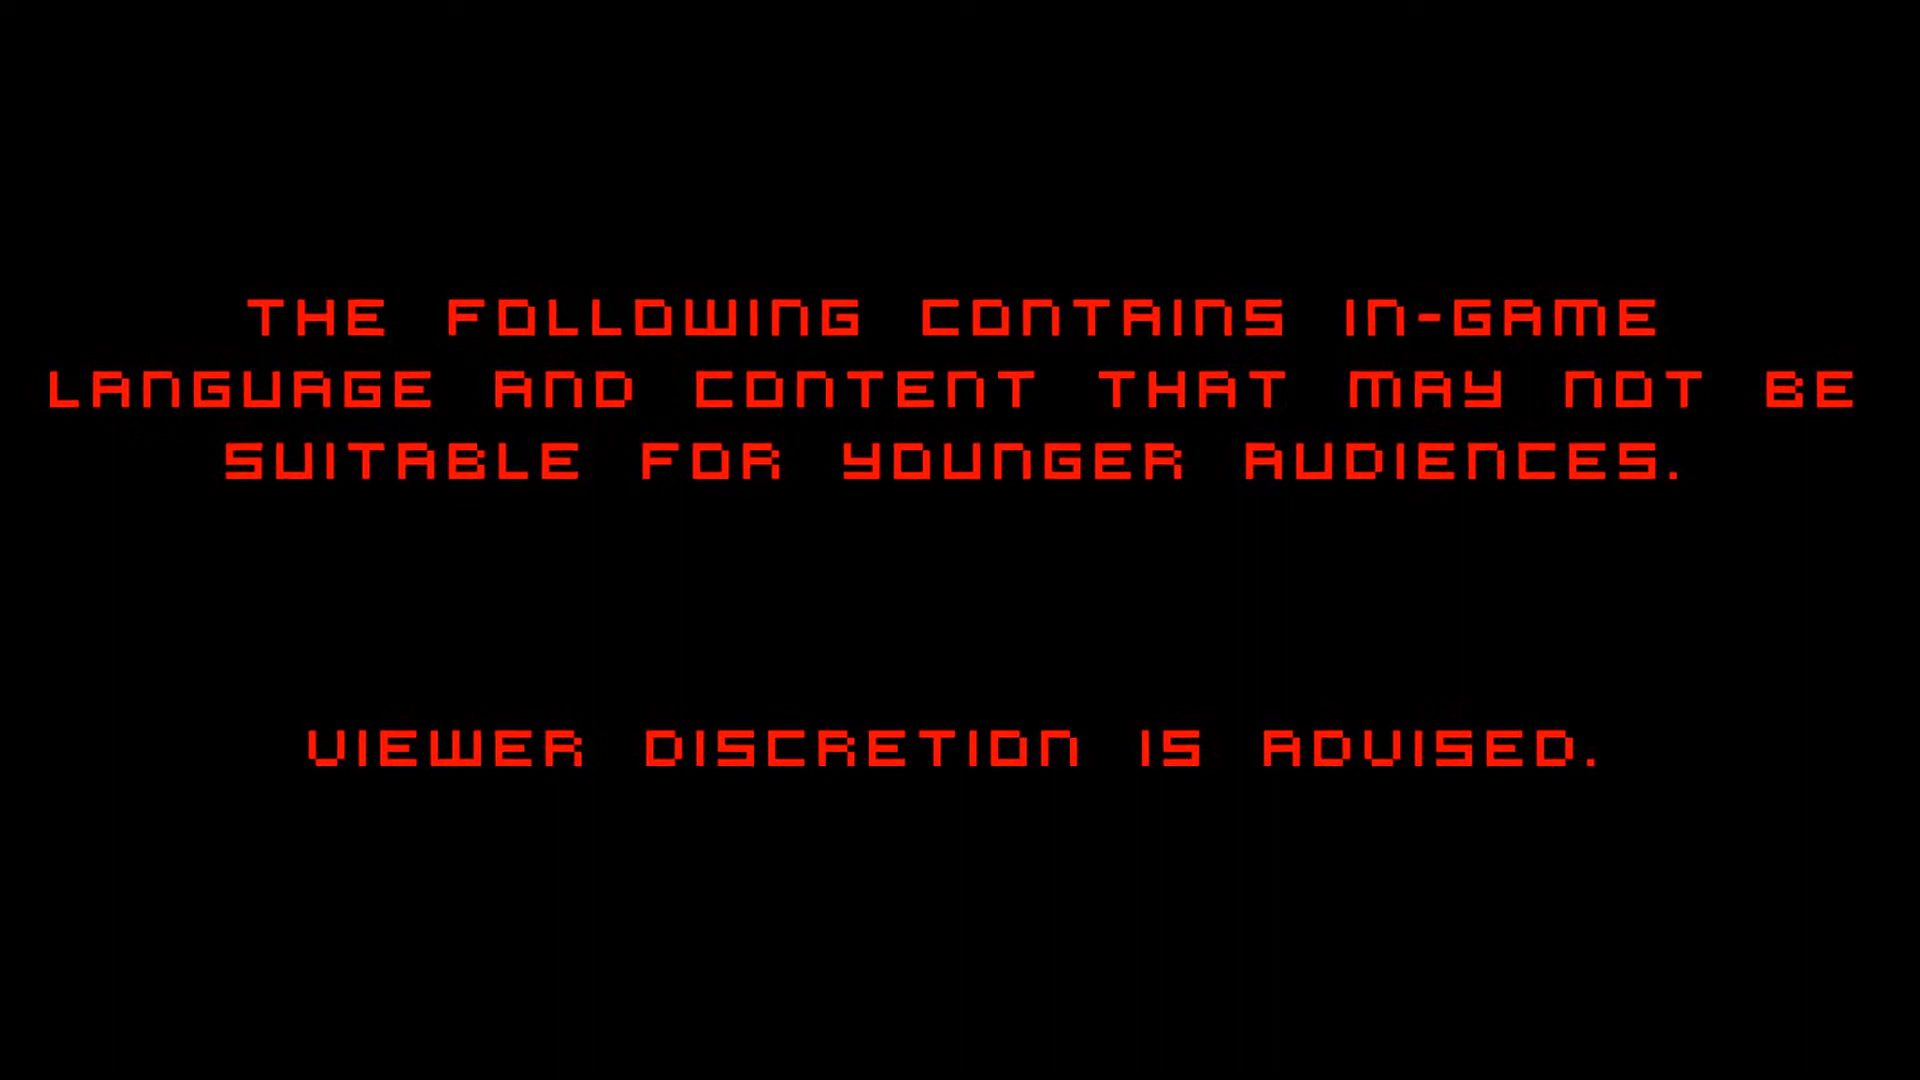 THE FOLLOWING CONTAINS IN-GAME
LANGUAGE AND CONTENT THAT MAY NOT BE
SUITABLE FOR YOUNGER AUDIENCES.
VIEWER DISCRETION IS ADVISED.